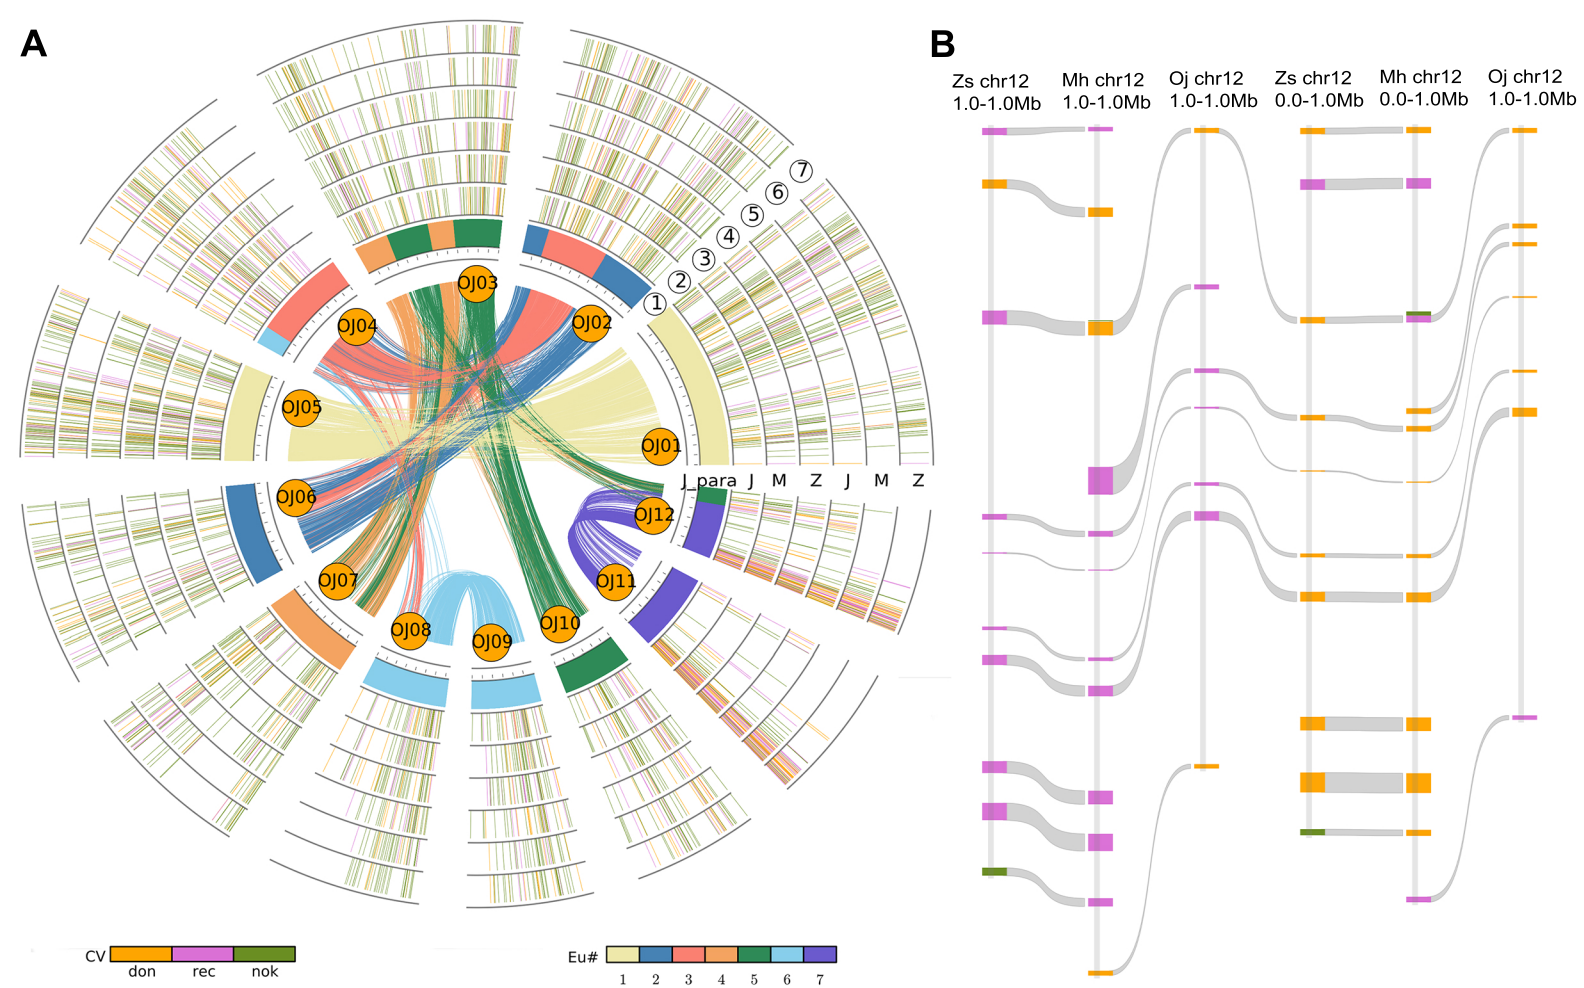 A
B
Zs chr12
1.0-1.0Mb
Mh chr12
1.0-1.0Mb
Oj chr12
1.0-1.0Mb
Zs chr12
0.0-1.0Mb
Mh chr12
0.0-1.0Mb
Oj chr12
1.0-1.0Mb
7
6
5
4
3
2
1
OJ03
OJ02
OJ04
OJ05
OJ01
J_para J M Z J M Z
OJ06
OJ12
OJ07
OJ11
OJ08
OJ09
OJ10
CV
don rec nok
Eu#
1 2 3 4 5 6 7